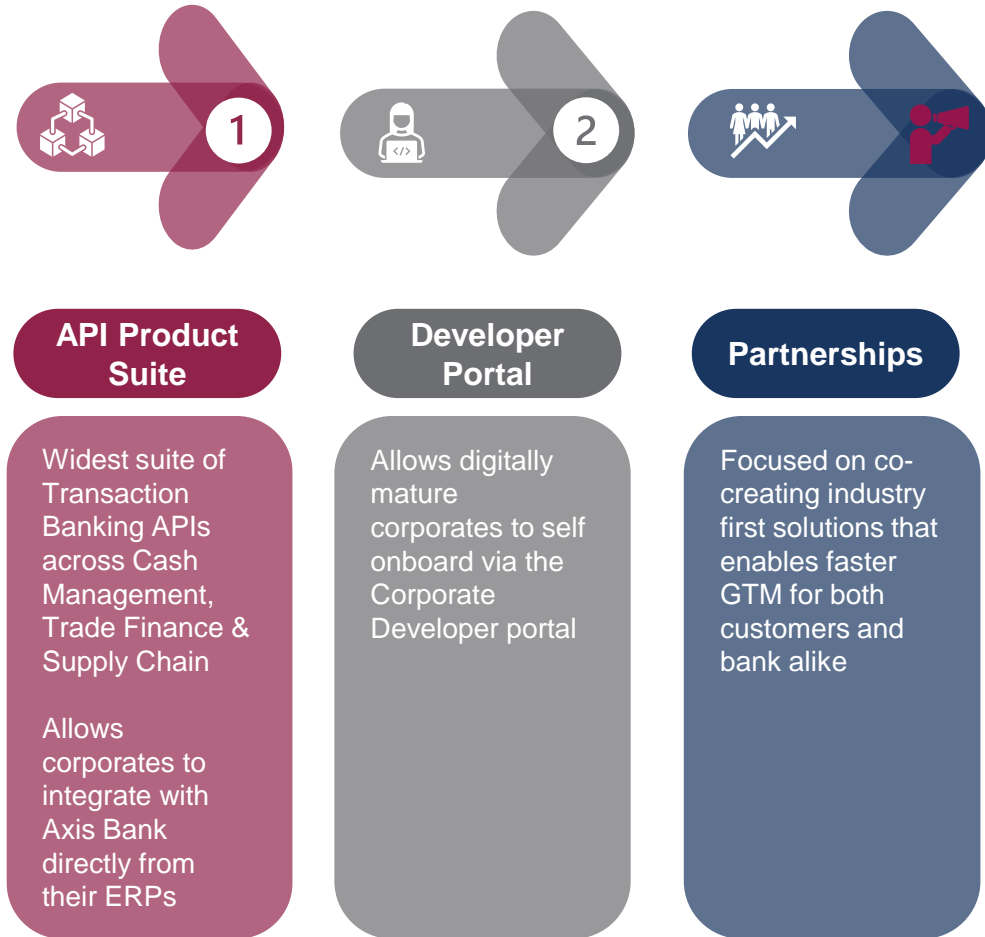 1
2
</>
API Product
Suite
Developer
Portal
Partnerships
Widest suite of
Transaction
Banking APIs
across Cash
Management,
Trade Finance &
Supply Chain
Allows
corporates to
integrate with
Axis Bank
directly from
their ERPs
Allows digitally
mature
corporates to self
onboard via the
Corporate
Developer portal
Focused on co-
creating industry
first solutions that
enables faster
GTM for both
customers and
bank alike